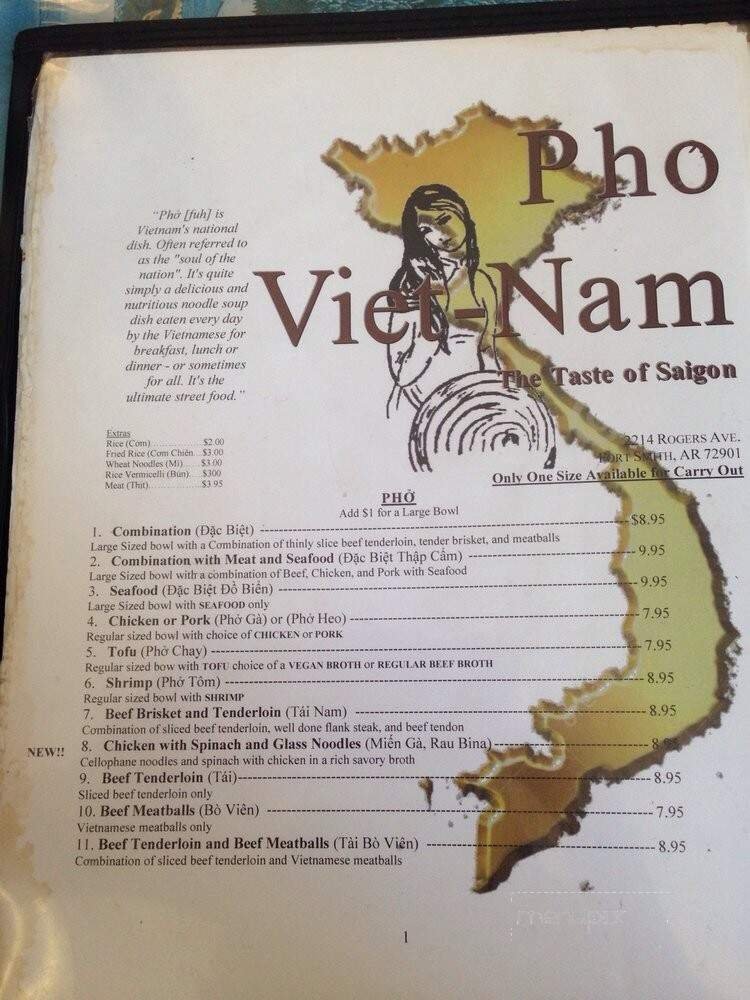 Pho
Viet-Nam
The Taste of Saigon
"Phở [fuh] is
Vietnam's national
dish. Often referred to
as the "soul of the
nation". It's quite
simply a delicious and
nutritious noodle soup
dish eaten every day
by the Vietnamese for
breakfast, lunch or
dinner - or sometimes
for all. It's the
ultimate street food."
2214 ROGERS AVE.
FORT SMITH, AR 72901
Only One Size Available for Carry Out
Extras
Rice (Com)....................$2.00
Fried Rice (Com Chiên...$3.00
Wheat Noodles (Mì).......$3.00
Rice Vermicelli (Bún).....$300
Meat (Thịt).....................$3.95
PHỞ
Add $1 for a Large Bowl
1. Combination (Đặc Biệt) ---$8.95
Large Sized bowl with a Combination of thinly slice beef tenderloin, tender brisket, and meatballs
2. Combination with Meat and Seafood (Đặc Biệt Thập Cẩm) --- 9.95
Large Sized bowl with a combination of Beef, Chicken, and Pork with Seafood
3. Seafood (Đặc Biệt Đồ Biển) --- 9.95
Large Sized bowl with SEAFOOD only
4. Chicken or Pork (Phở Gà) or (Phở Heo) --- 7.95
Regular sized bowl with choice of CHICKEN or PORK
5. Tofu (Phở Chay) --- 7.95
Regular sized bow with TOFU choice of a VEGAN BROTH or REGULAR BEEF BROTH
6. Shrimp (Phở Tôm) --- 8.95
Regular sized bowl with SHRIMP
7. Beef Brisket and Tenderloin (Tái Nam) --- 8.95
Combination of sliced beef tenderloin, well done flank steak, and beef tendon
NEW!! 8. Chicken with Spinach and Glass Noodles (Miến Gà, Rau Bina) ---
Cellophane noodles and spinach with chicken in a rich savory broth
9. Beef Tenderloin (Tái) --- 8.95
Sliced beef tenderloin only
10. Beef Meatballs (Bò Viên) --- 7.95
Vietnamese meatballs only
11. Beef Tenderloin and Beef Meatballs (Tài Bò Viên) --- 8.95
Combination of sliced beef tenderloin and Vietnamese meatballs
menupix
1